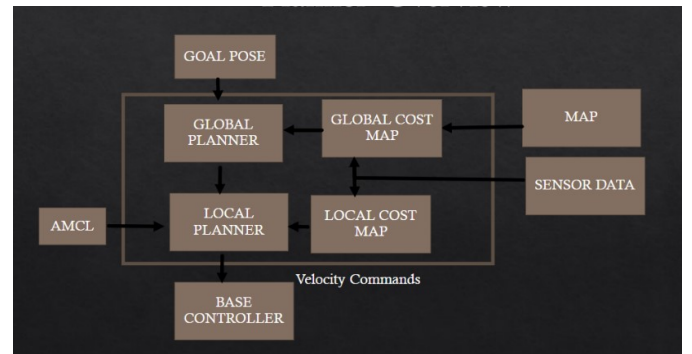 GOAL POSE
GLOBAL
PLANNER
GLOBAL COST
MAP
MAP
SENSOR DATA
AMCL
LOCAL
PLANNER
LOCAL COST
MAP
Velocity Commands
BASE
CONTROLLER